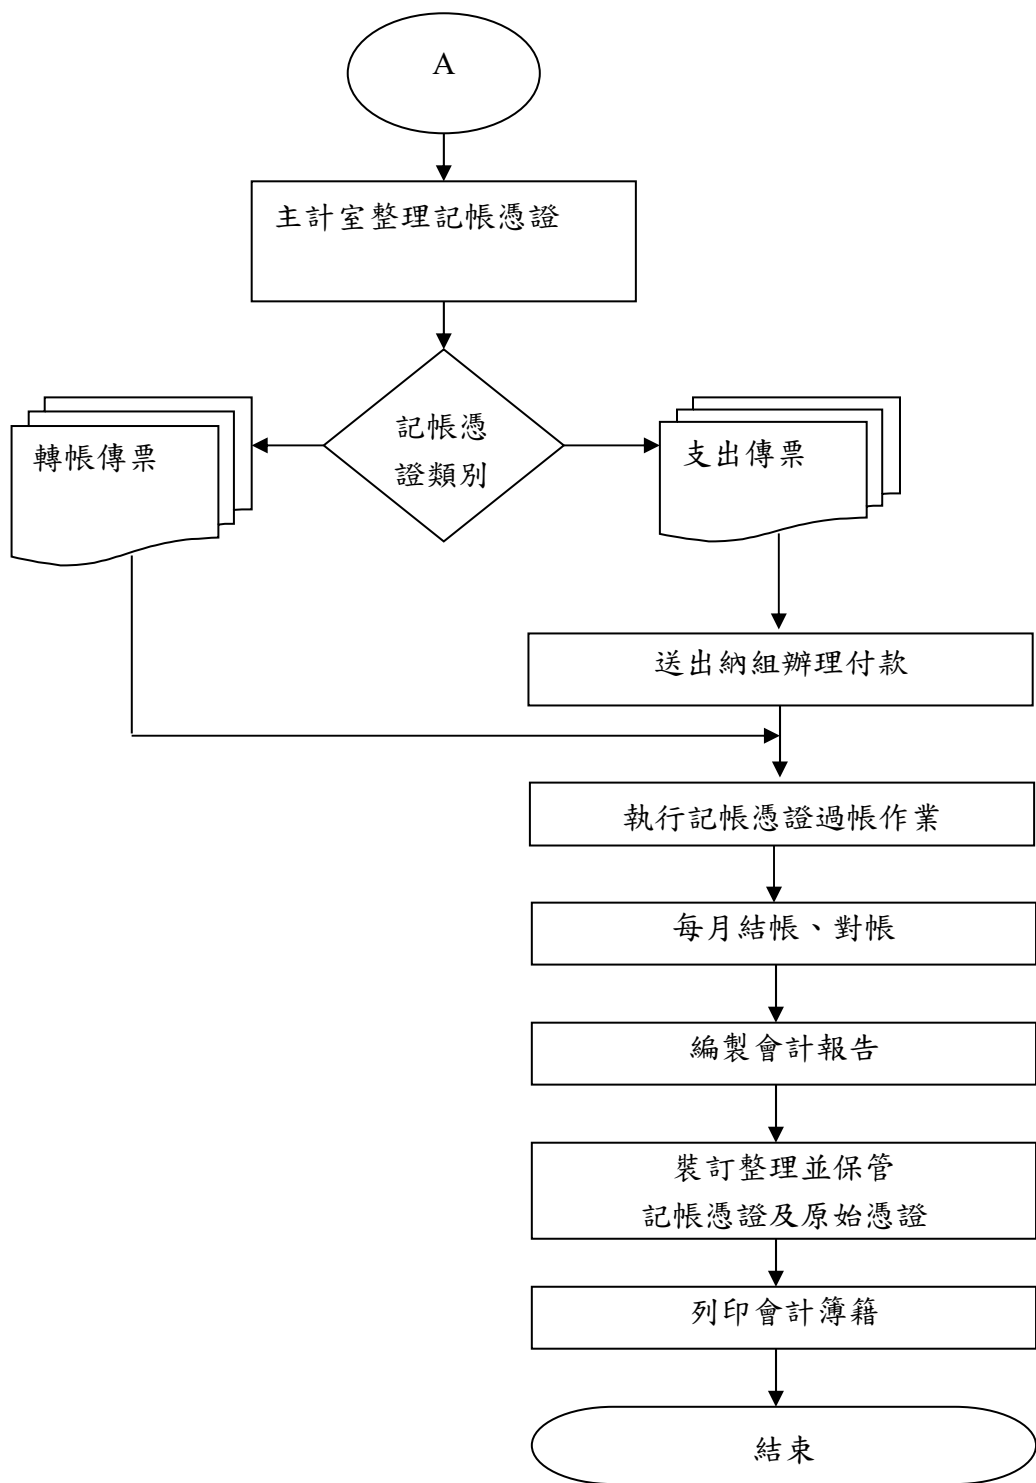 A
主計室整理記帳憑證
記帳憑
證類別
轉帳傳票
支出傳票
送出納組辦理付款
執行記帳憑證過帳作業
每月結帳、對帳
編製會計報告
裝訂整理並保管
記帳憑證及原始憑證
列印會計簿籍
結束